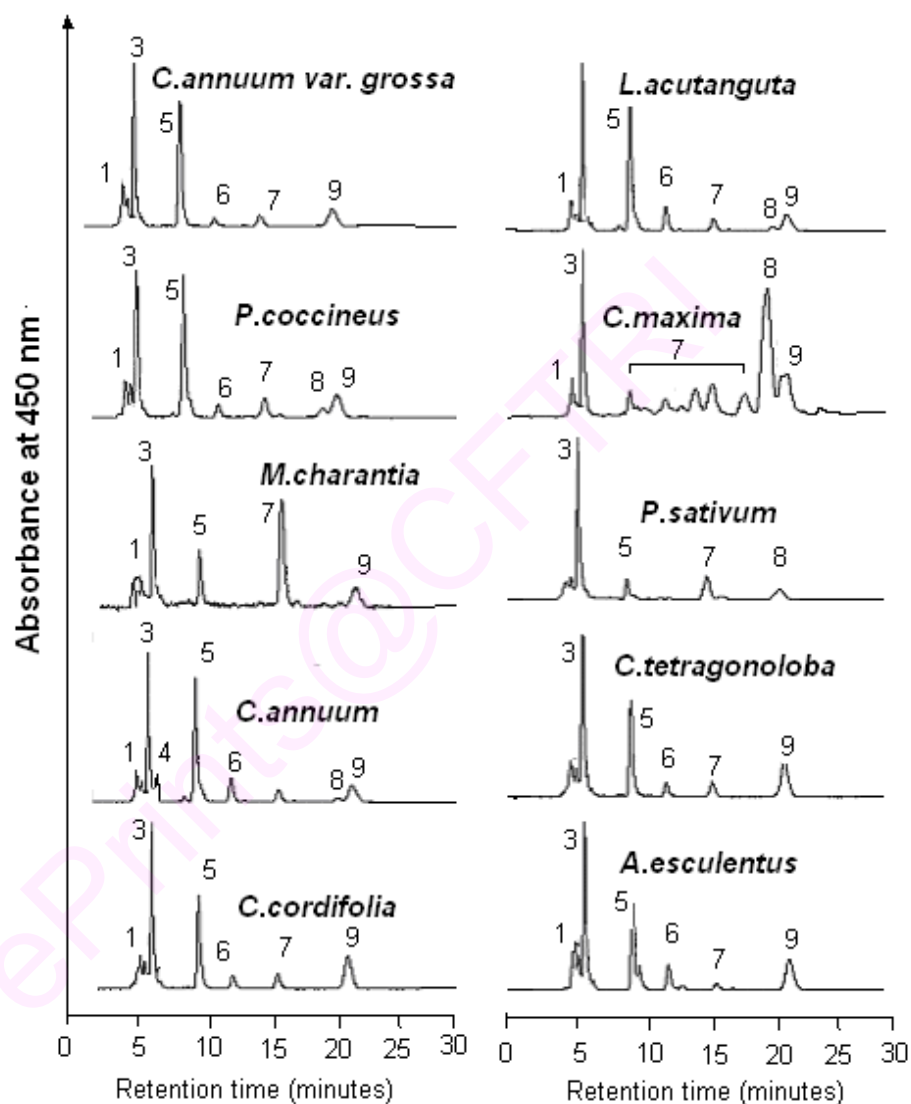 Absorbance at 450 nm
C.annuum var. grossa
1 3 5 6 7 9
P.coccineus
1 3 5 6 7 8 9
M.charantia
1 3 5 7 9
C.annuum
1 3 4 5 6 8 9
C.cordifolia
1 3 5 6 7 9
0 5 10 15 20 30
Retention time (minutes)
L.acutanguta
1 5 6 7 8 9
C.maxima
1 3 7 8 9
P.sativum
3 5 7 8
C.tetragonoloba
3 5 6 7 9
A.esculentus
1 3 5 6 7 9
0 5 10 15 20 30
Retention time (minutes)
ePrints@CFTRI